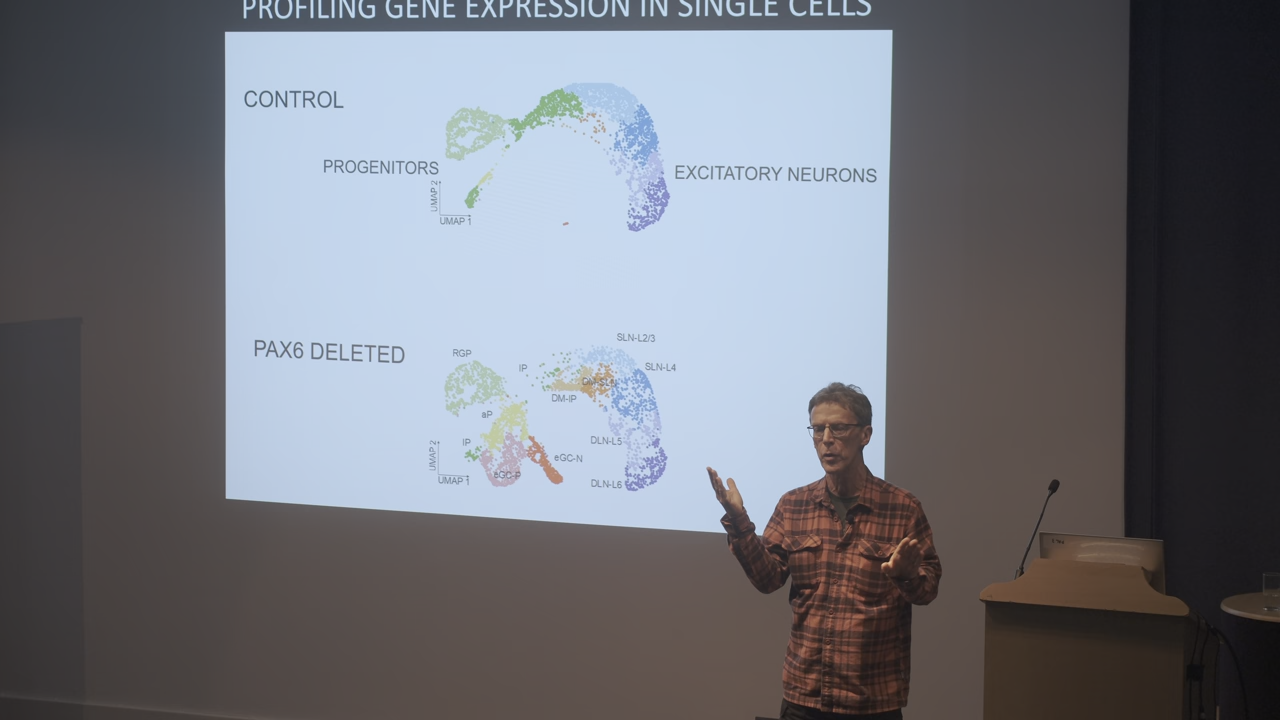 PROFILING GENE EXPRESSION IN SINGLE CELLS
CONTROL
PROGENITORS
EXCITATORY NEURONS
UMAP 2
UMAP 1
PAX6 DELETED
SLN-L2/3
RGP
IP
SLN-L4
DM-IP
aP
IP
DLN-L5
eGC-N
eGC-P
UMAP 2
UMAP 1
DLN-L6